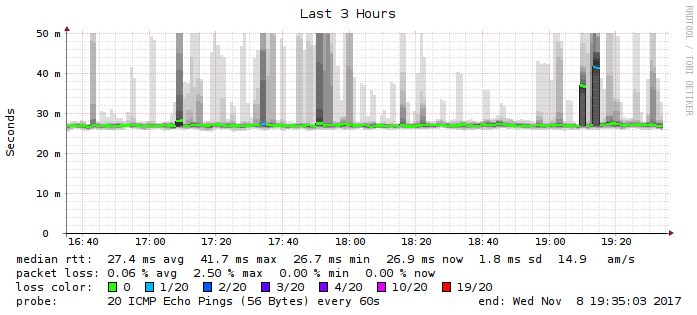 Last 3 Hours
RRDTOOL / TOBI OETIKER
Seconds
50 m
40 m
30 m
20 m
10 m
0
16:40 17:00 17:20 17:40 18:00 18:20 18:40 19:00 19:20
median rtt: 27.4 ms avg 41.7 ms max 26.7 ms min 26.9 ms now 1.8 ms sd 14.9 am/s
packet loss: 0.06 % avg 2.50 % max 0.00 % min 0.00 % now
loss color: 0 1/20 2/20 3/20 4/20 10/20 19/20
probe: 20 ICMP Echo Pings (56 Bytes) every 60s end: Wed Nov 8 19:35:03 2017